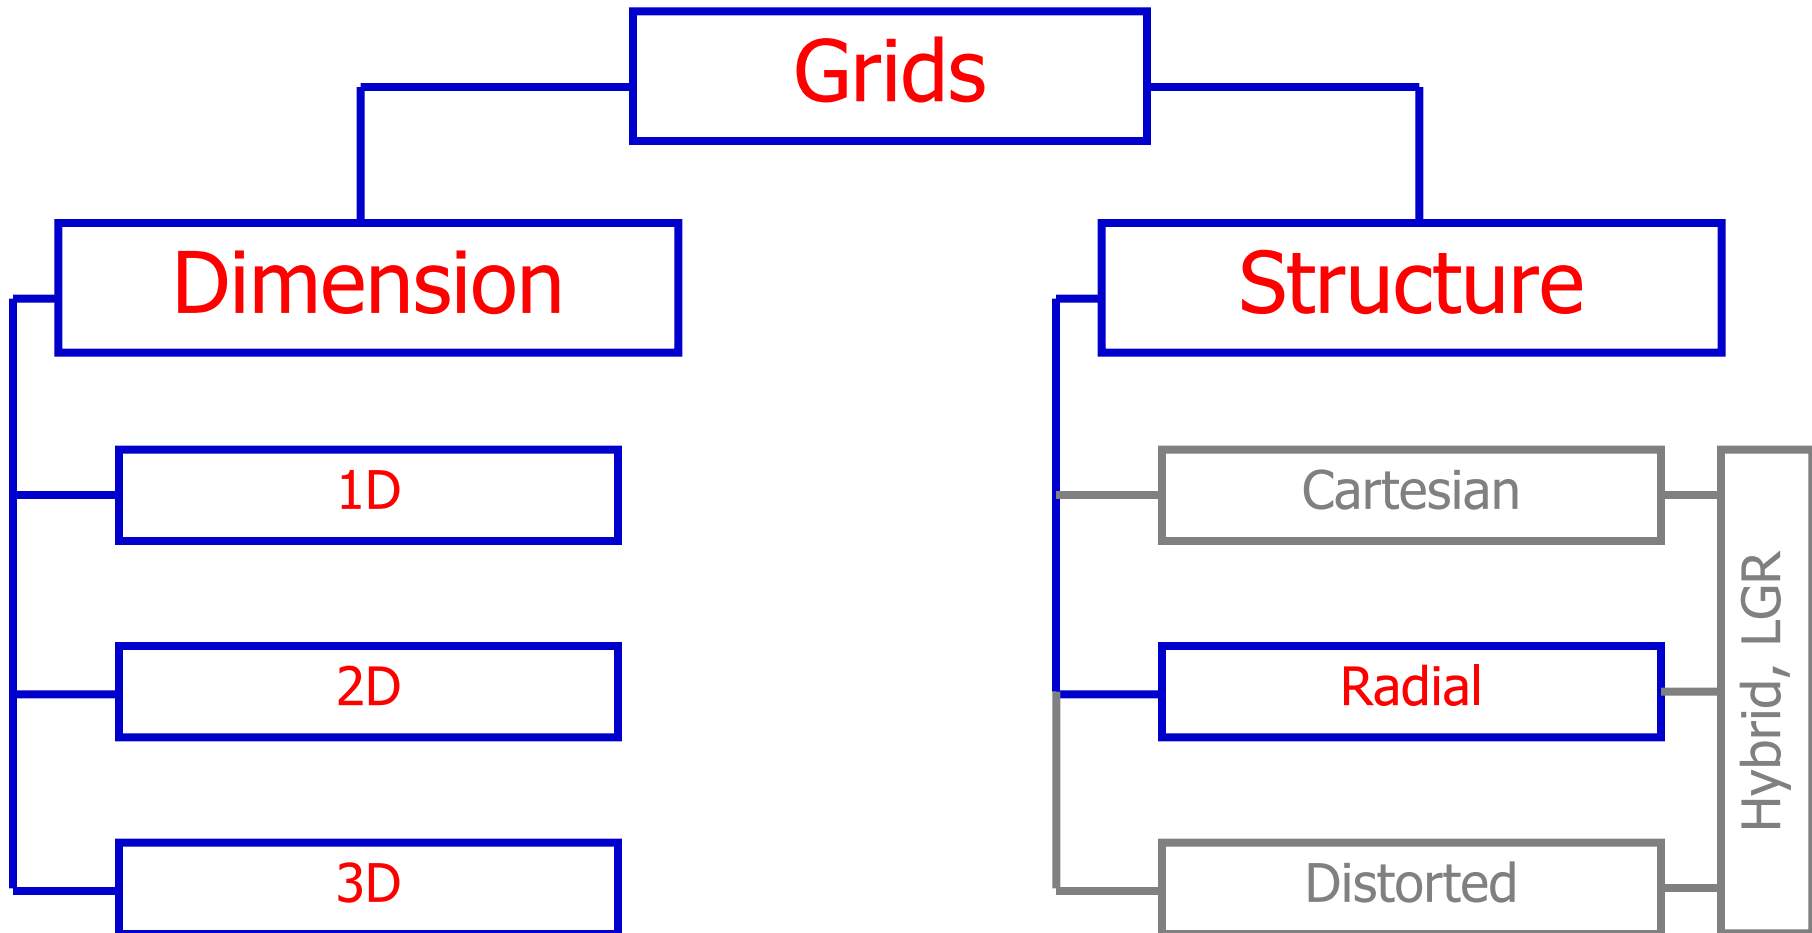 Grids
Dimension
Structure
1D
Cartesian
2D
Radial
3D
Distorted
Hybrid, LGR